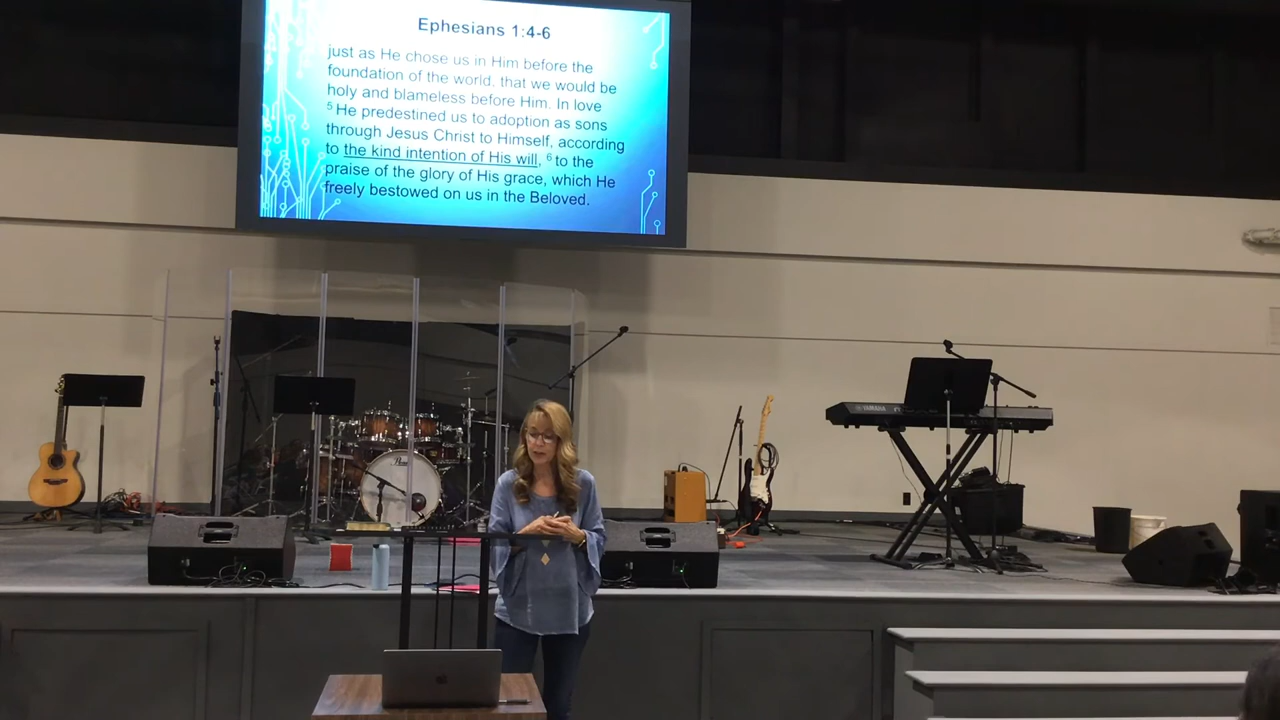 Ephesians 1:4-6
just as He chose us in Him before the
foundation of the world, that we would be
holy and blameless before Him. In love
5 He predestined us to adoption as sons
through Jesus Christ to Himself, according
to the kind intention of His will, 6 to the
praise of the glory of His grace, which He
freely bestowed on us in the Beloved.
YAMAHA
Pearl